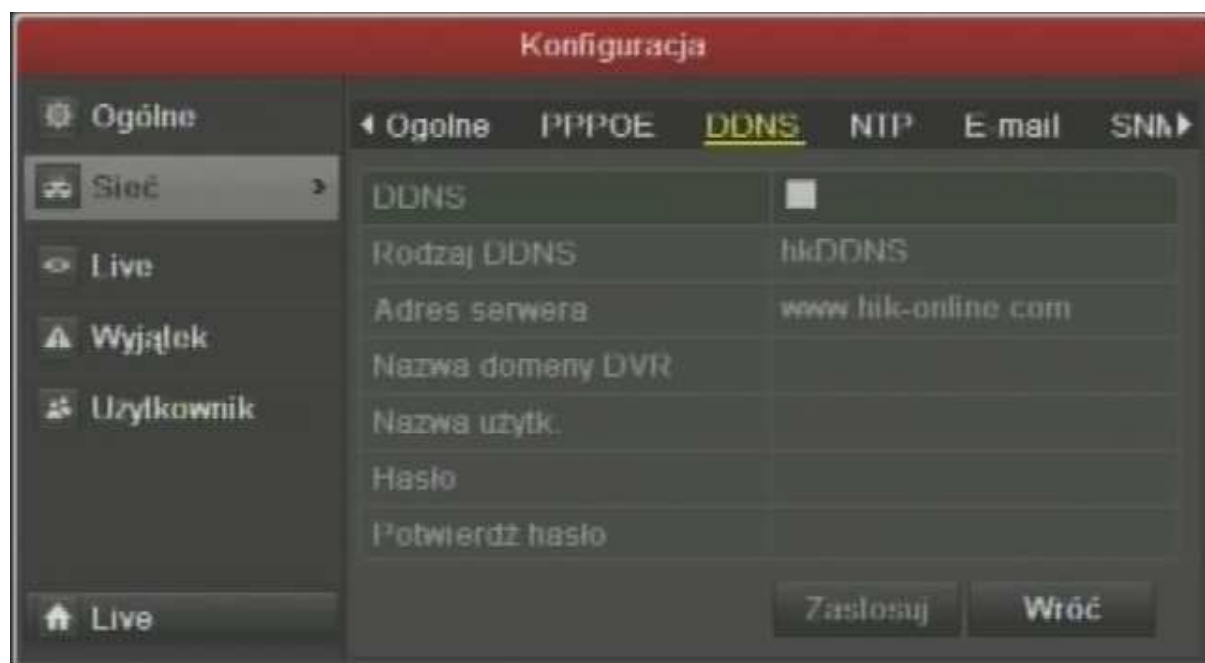 Konfiguracja
Ogólne
Sieć
Live
Wyjątek
Użytkownik
Live
Ogolne PPPOE DDNS NTP E-mail SNM
DDNS
Rodzaj DDNS hkDDNS
Adres serwera www.hik-online.com
Nazwa domeny DVR
Nazwa użytk.
Hasło
Potwierdź hasło
Zastosuj Wróć